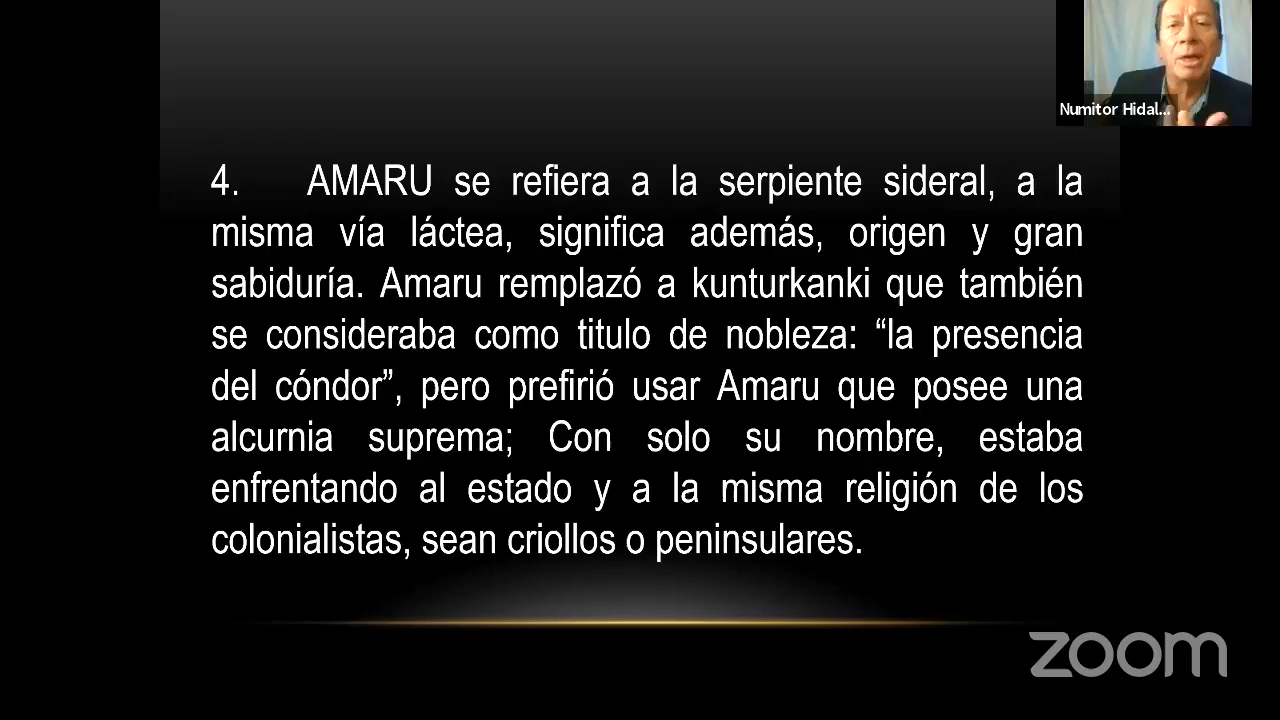 Numitor Hidal...
4. AMARU se refiera a la serpiente sideral, a la
misma vía láctea, significa además, origen y gran
sabiduría. Amaru remplazó a kunturkanki que también
se consideraba como titulo de nobleza: “la presencia
del cóndor”, pero prefirió usar Amaru que posee una
alcurnia suprema; Con solo su nombre, estaba
enfrentando al estado y a la misma religión de los
colonialistas, sean criollos o peninsulares.
zoom